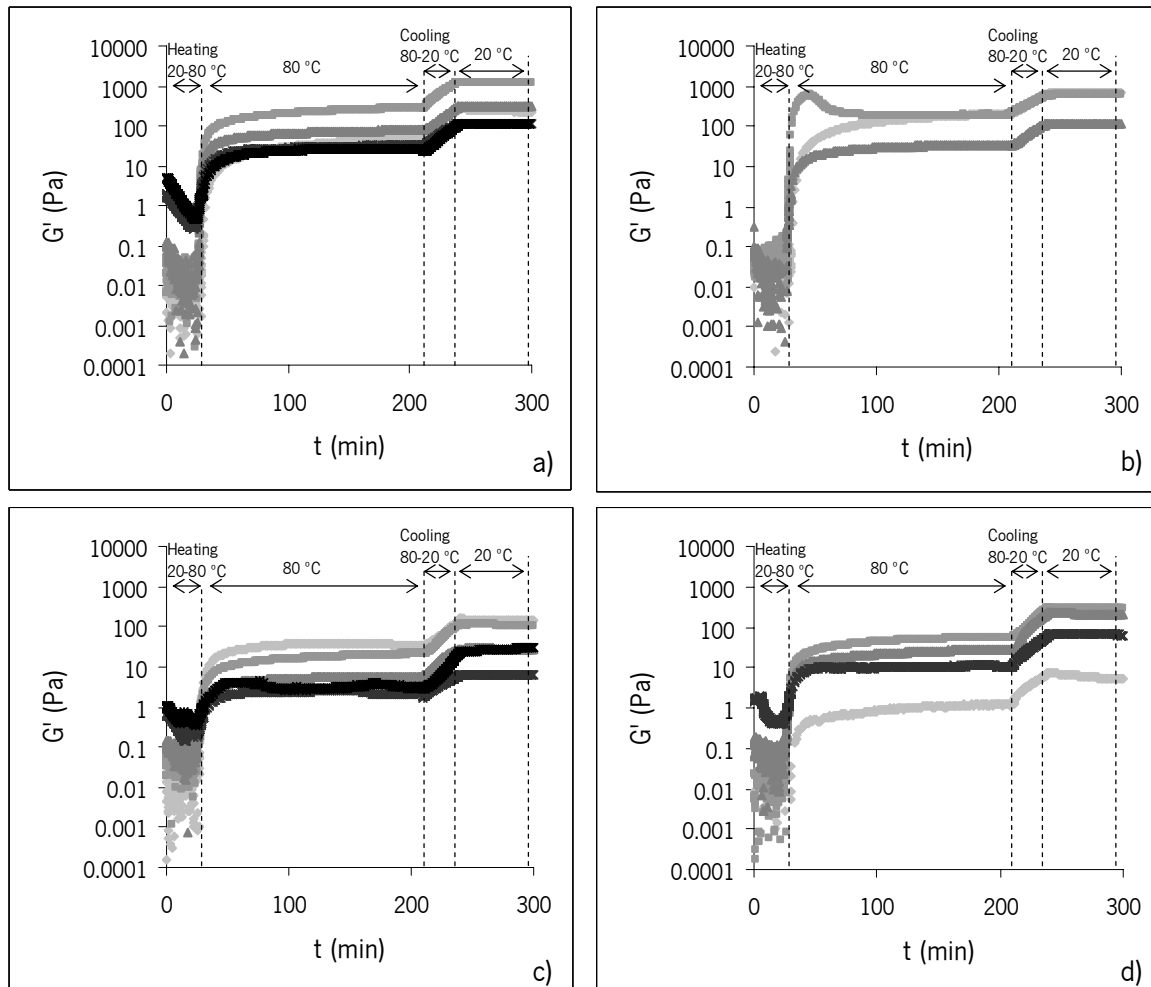 Heating
20-80 °C
80 °C
Cooling
80-20 °C
20 °C
10000
1000
100
10
1
0.1
0.01
0.001
0.0001
G' (Pa)
0 100 200 300
t (min)
a)
Heating
20-80 °C
80 °C
Cooling
80-20 °C
20 °C
10000
1000
100
10
1
0.1
0.01
0.001
0.0001
G' (Pa)
0 100 200 300
t (min)
b)
Heating
20-80 °C
80 °C
Cooling
80-20 °C
20 °C
10000
1000
100
10
1
0.1
0.01
0.001
0.0001
G' (Pa)
0 100 200 300
t (min)
c)
Heating
20-80 °C
80 °C
Cooling
80-20 °C
20 °C
10000
1000
100
10
1
0.1
0.01
0.001
0.0001
G' (Pa)
0 100 200 300
t (min)
d)